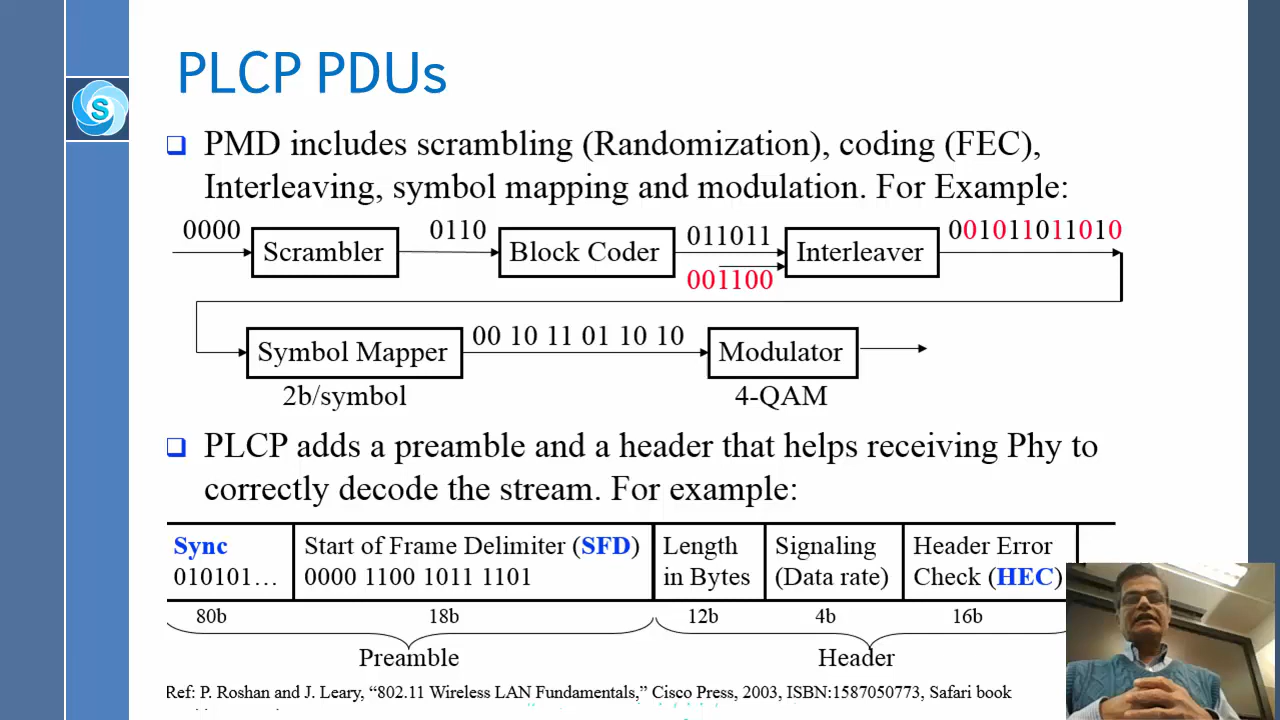 PLCP PDUs
S
PMD includes scrambling (Randomization), coding (FEC),
Interleaving, symbol mapping and modulation. For Example:
0000
Scrambler
0110
Block Coder
011011
001100
Interleaver
001011011010
Symbol Mapper
2b/symbol
00 10 11 01 10 10
Modulator
4-QAM
PLCP adds a preamble and a header that helps receiving Phy to
correctly decode the stream. For example:
Sync
010101…
Start of Frame Delimiter (SFD)
0000 1100 1011 1101
Length
in Bytes
Signaling
(Data rate)
Header Error
Check (HEC)
80b
18b
12b
4b
16b
Preamble
Header
Ref: P. Roshan and J. Leary, “802.11 Wireless LAN Fundamentals,” Cisco Press, 2003, ISBN:1587050773, Safari book